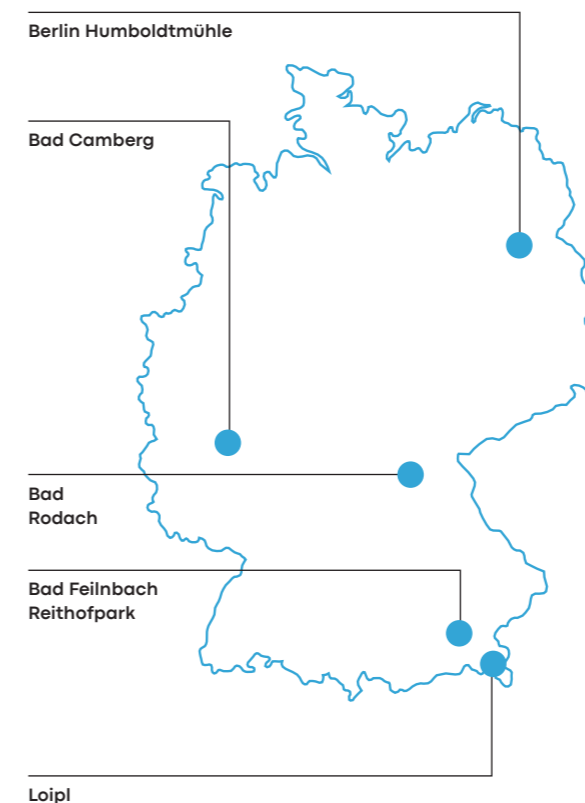 Berlin Humboldtmühle
Bad Camberg
Bad
Rodach
Bad Feilnbach
Reithofpark
Loipl